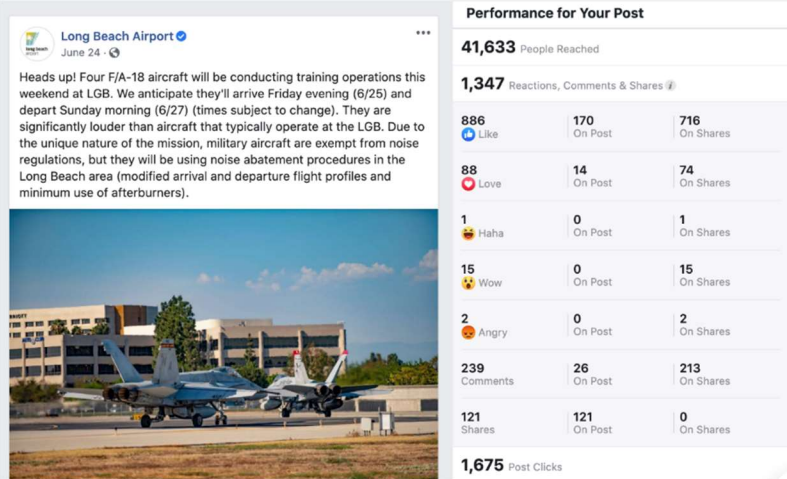 Long Beach Airport
June 24 ·
Heads up! Four F/A-18 aircraft will be conducting training operations this
weekend at LGB. We anticipate they'll arrive Friday evening (6/25) and
depart Sunday morning (6/27) (times subject to change). They are
significantly louder than aircraft that typically operate at the LGB. Due to
the unique nature of the mission, military aircraft are exempt from noise
regulations, but they will be using noise abatement procedures in the
Long Beach area (modified arrival and departure flight profiles and
minimum use of afterburners).
long beach
Performance for Your Post
41,633 People Reached
1,347 Reactions, Comments & Shares
886 170 716
Like On Post On Shares
88 14 74
Love On Post On Shares
1 0 1
Haha On Post On Shares
15 0 15
Wow On Post On Shares
2 0 2
Angry On Post On Shares
239 26 213
Comments On Post On Shares
121 121 0
Shares On Post On Shares
1,675 Post Clicks